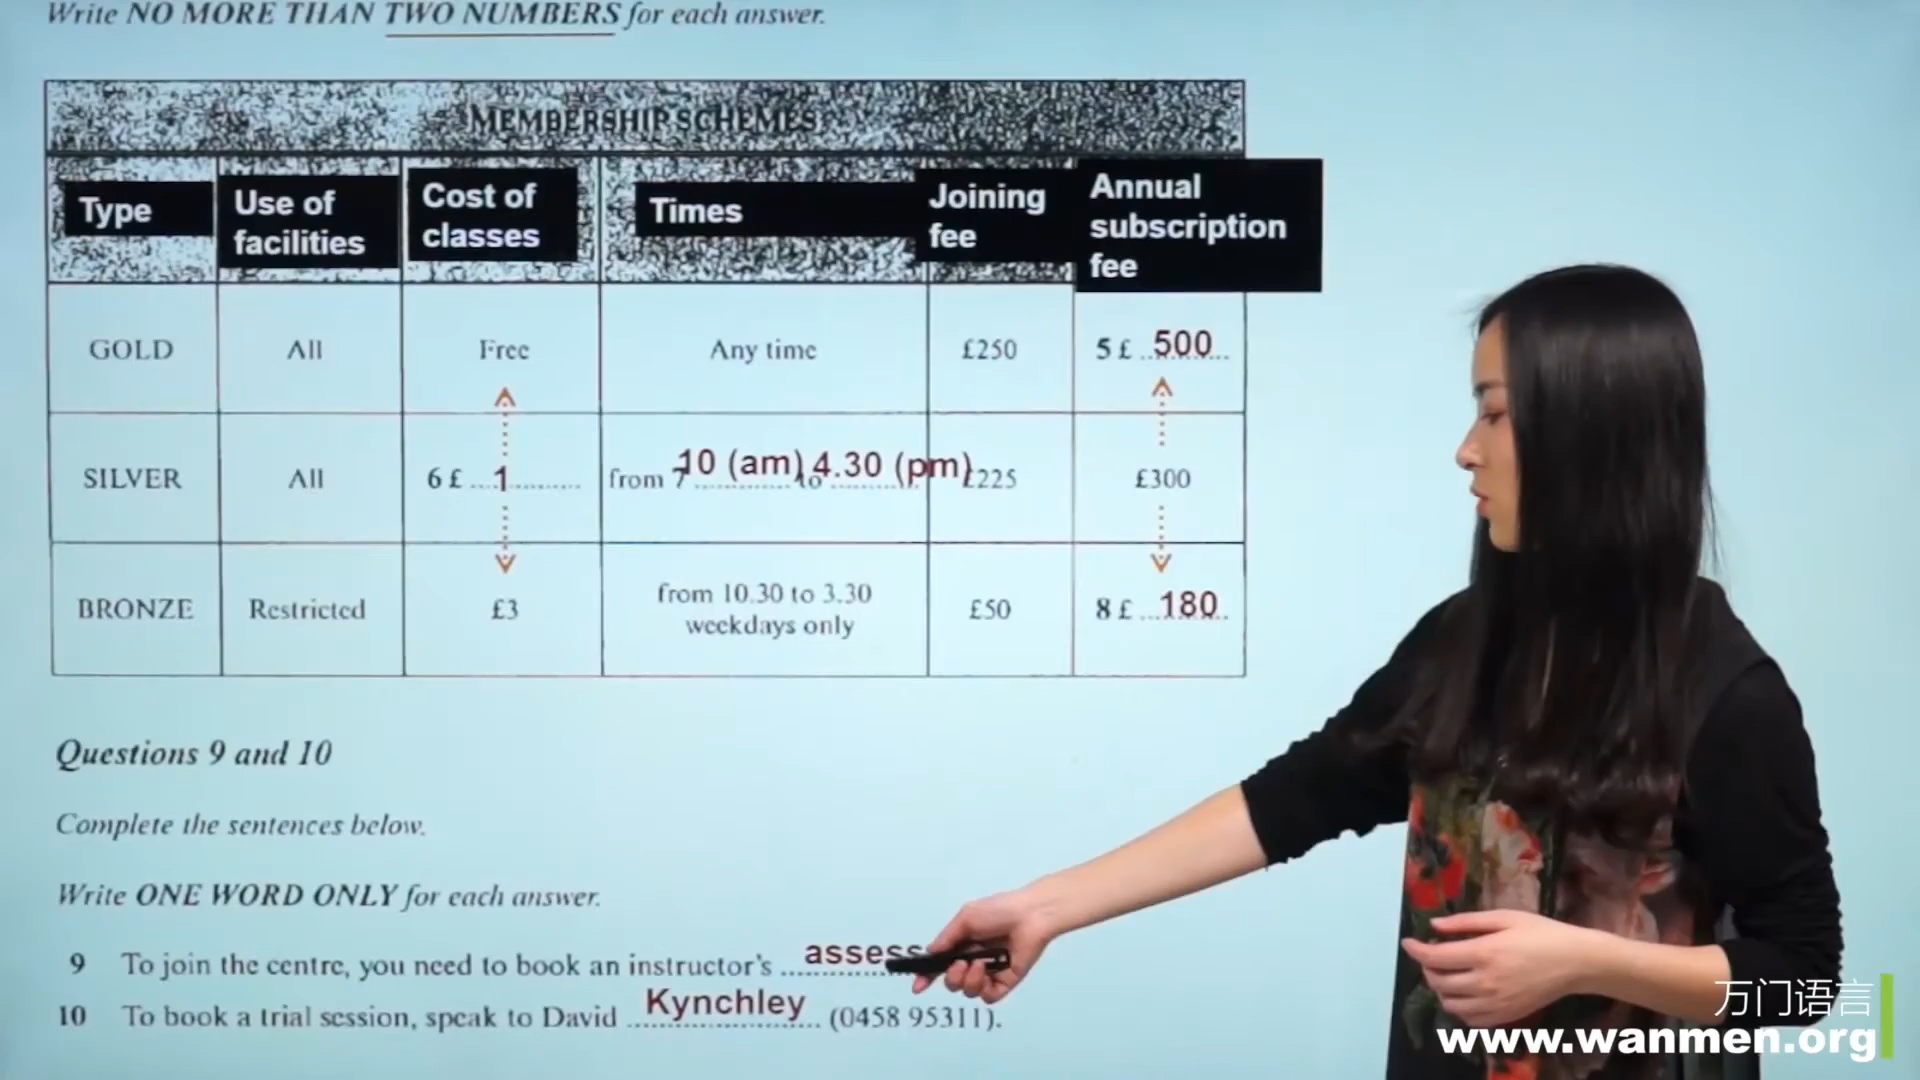 Write NO MORE THAN TWO NUMBERS for each answer.
MEMBERSHIP SCHEMES
Type
Use of
facilities
Cost of
classes
Times
Joining
fee
Annual
subscription
fee
GOLD
All
Free
Any time
£250
5 £ 500
SILVER
All
6 £ 1
from 7 10 (am) to 4.30 (pm)
£225
£300
BRONZE
Restricted
£3
from 10.30 to 3.30
weekdays only
£50
8 £ 180
Questions 9 and 10
Complete the sentences below.
Write ONE WORD ONLY for each answer.
9 To join the centre, you need to book an instructor's
10 To book a trial session, speak to David Kynchley (0458 95311).
万门语言
www.wanmen.org